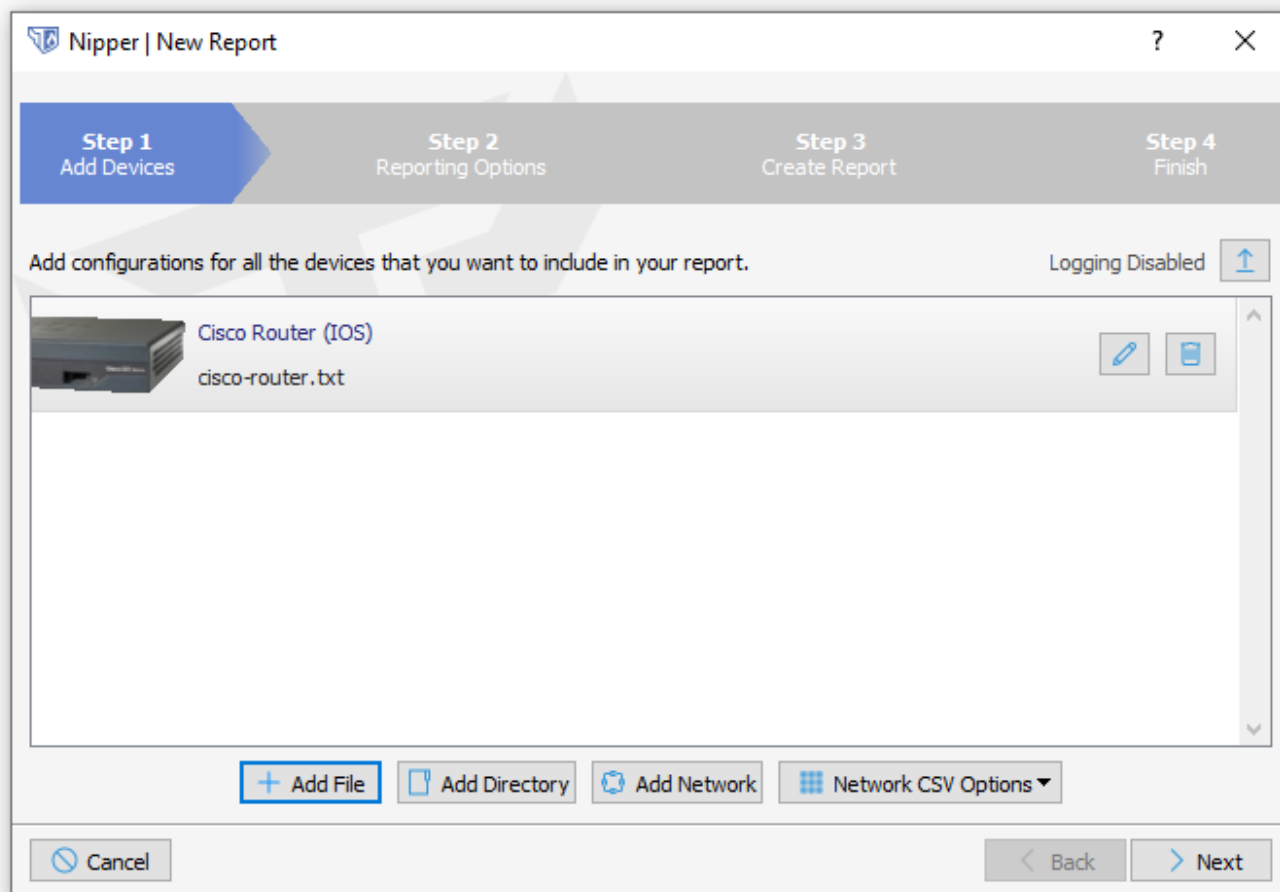 Nipper | New Report
?
Step 1
Add Devices
Step 2
Reporting Options
Step 3
Create Report
Step 4
Finish
Add configurations for all the devices that you want to include in your report.
Logging Disabled
Cisco Router (IOS)
cisco-router.txt
Add File
Add Directory
Add Network
Network CSV Options
Cancel
Back
Next